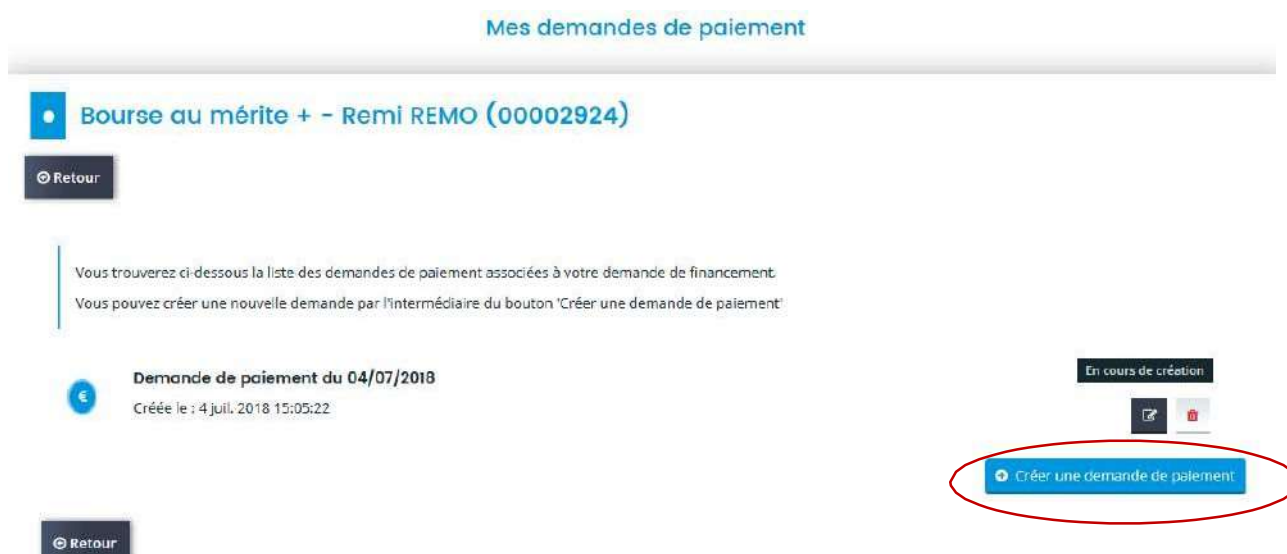 Mes demandes de paiement
Bourse au mérite + - Remi REMO (00002924)
Retour
Vous trouverez ci-dessous la liste des demandes de paiement associées à votre demande de financement.
Vous pouvez créer une nouvelle demande par l'intermédiaire du bouton 'Créer une demande de paiement'
Demande de paiement du 04/07/2018
En cours de création
€
Créée le : 4 juil. 2018 15:05:22
Créer une demande de paiement
Retour